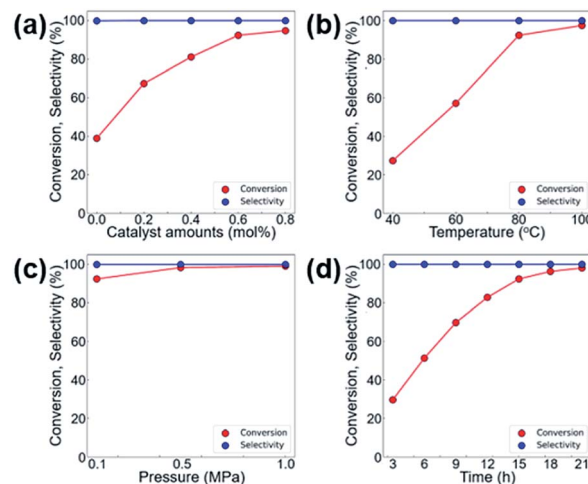 (a)
Conversion, Selectivity (%)
100
80
60
40
20
0
0.0 0.2 0.4 0.6 0.8
Catalyst amounts (mol%)
Conversion
Selectivity
(b)
Conversion, Selectivity (%)
100
80
60
40
20
0
40 60 80 100
Temperature (°C)
Conversion
Selectivity
(c)
Conversion, Selectivity (%)
100
80
60
40
20
0
0.1 0.5 1.0
Pressure (MPa)
Conversion
Selectivity
(d)
Conversion, Selectivity (%)
100
80
60
40
20
0
3 6 9 12 15 18 21
Time (h)
Conversion
Selectivity